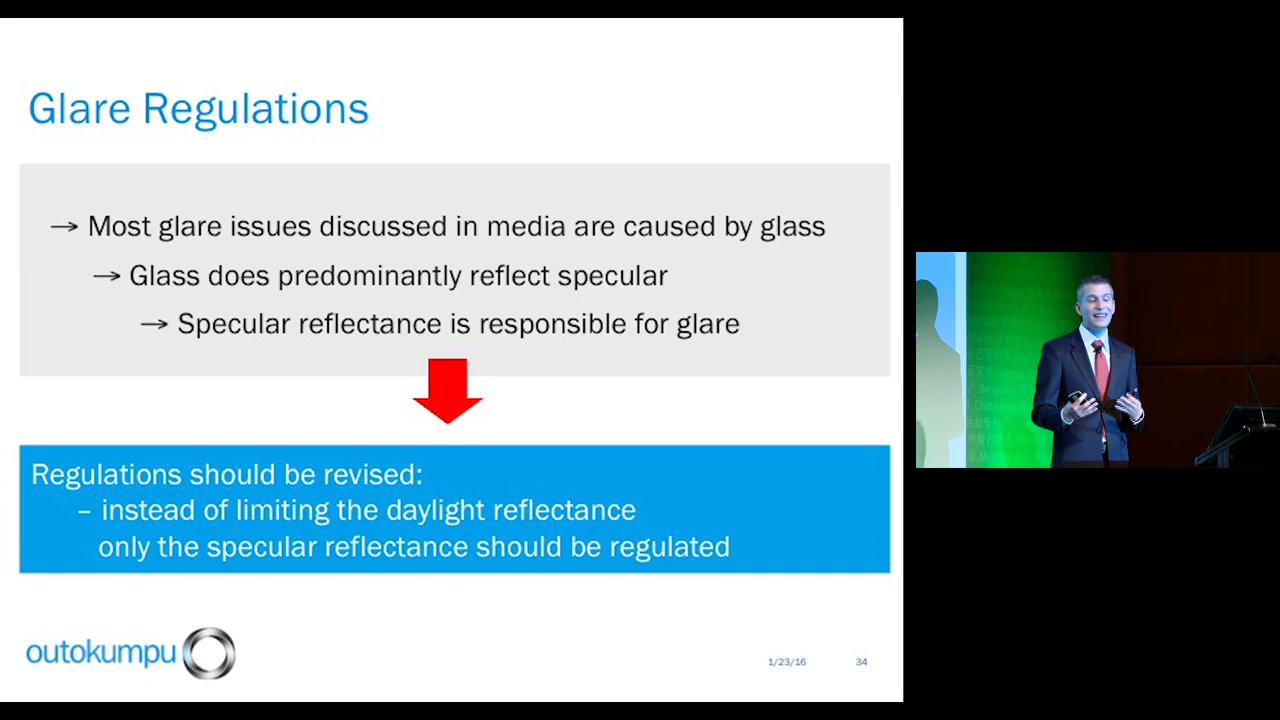 Glare Regulations
→ Most glare issues discussed in media are caused by glass
→ Glass does predominantly reflect specular
→ Specular reflectance is responsible for glare
Regulations should be revised:
– instead of limiting the daylight reflectance
only the specular reflectance should be regulated
outokumpu
1/23/16 34